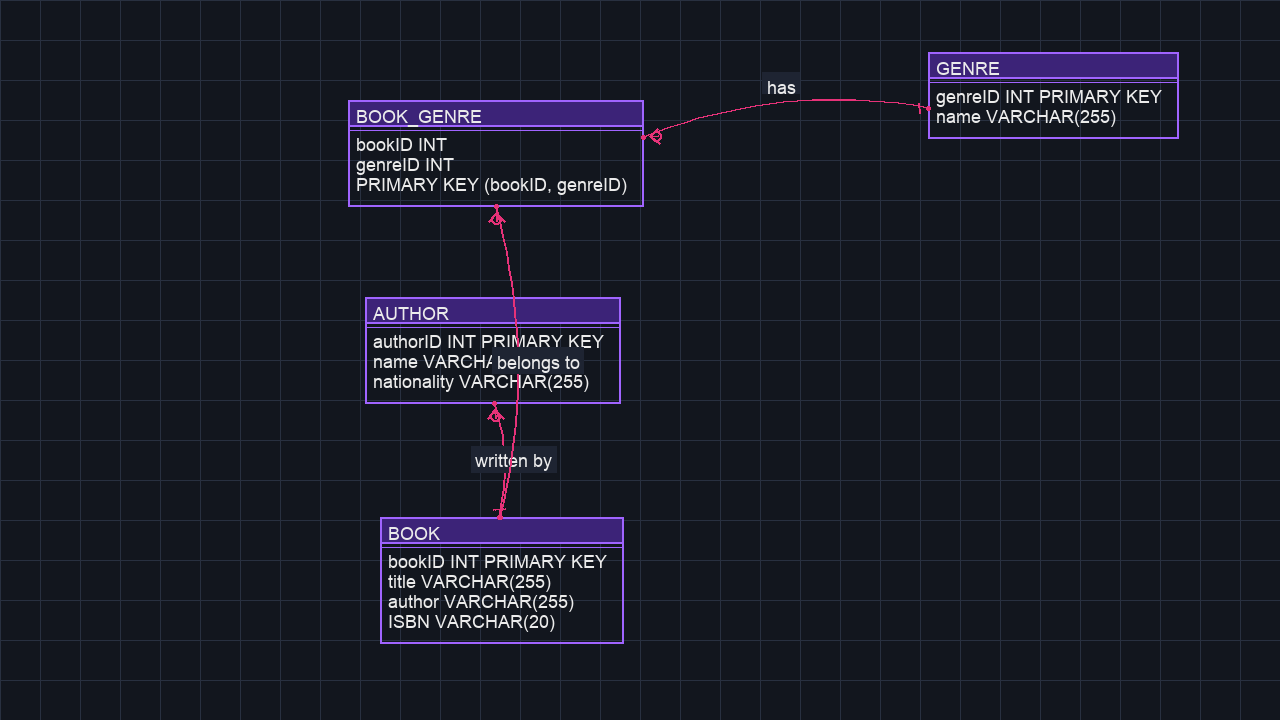 GENRE
genreID INT PRIMARY KEY
name VARCHAR(255)
has
BOOK_GENRE
bookID INT
genreID INT
PRIMARY KEY (bookID, genreID)
AUTHOR
authorID INT PRIMARY KEY
name
belongs to
nationality VARCHAR(255)
written by
BOOK
bookID INT PRIMARY KEY
title VARCHAR(255)
author VARCHAR(255)
ISBN VARCHAR(20)